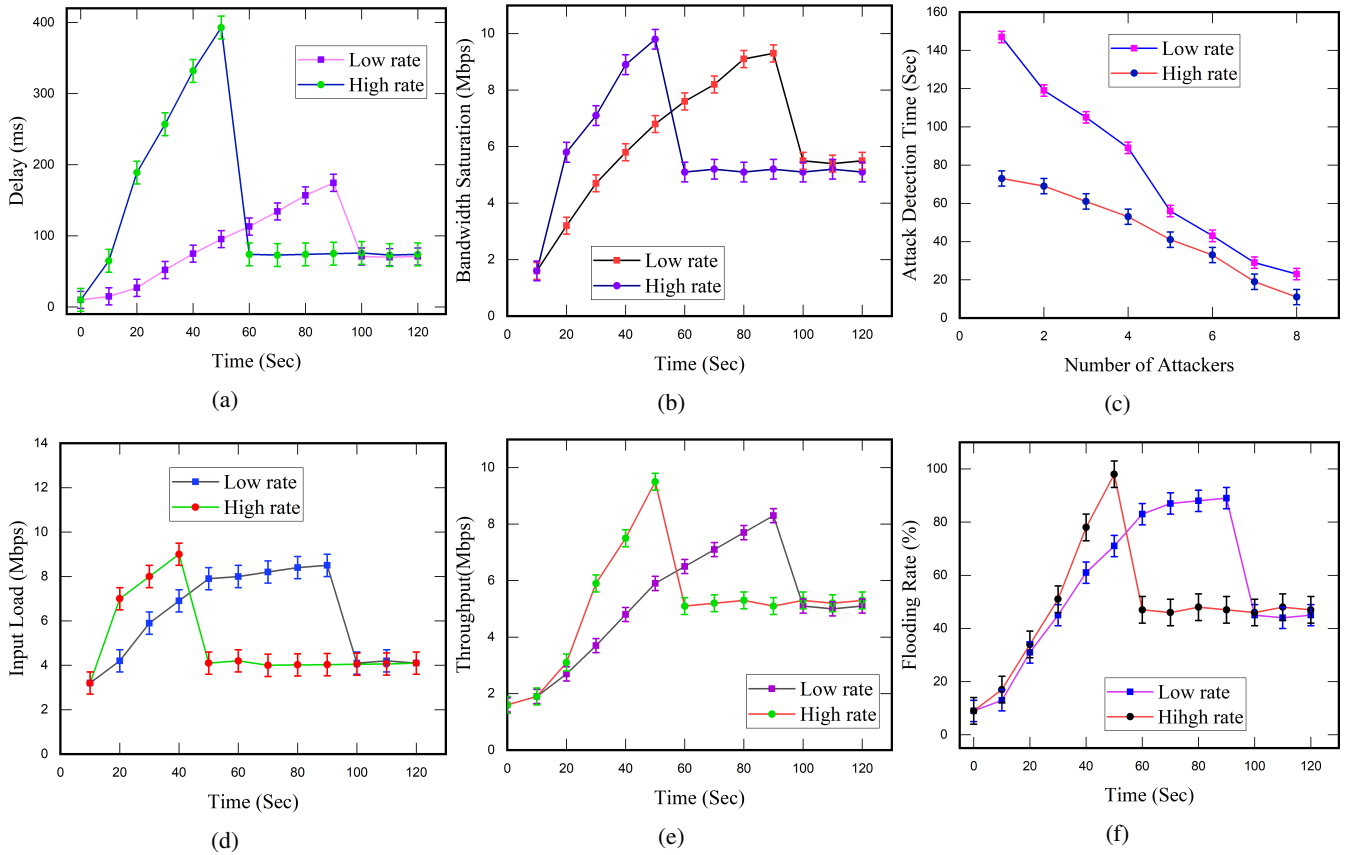 Delay (ms)
400
300
200
100
0
Low rate
High rate
0 20 40 60 80 100 120
Time (Sec)
(a)
Bandwidth Saturation (Mbps)
10
8
6
4
2
0
Low rate
High rate
0 20 40 60 80 100 120
Time (Sec)
(b)
Attack Detection Time (Sec)
160
140
120
100
80
60
40
20
0
Low rate
High rate
0 2 4 6 8
Number of Attackers
(c)
Input Load (Mbps)
14
12
10
8
6
4
2
0
Low rate
High rate
0 20 40 60 80 100 120
Time (Sec)
(d)
Throughput(Mbps)
10
8
6
4
2
0
Low rate
High rate
0 20 40 60 80 100 120
Time (Sec)
(e)
Flooding Rate (%)
100
80
60
40
20
0
Low rate
Hihgh rate
0 20 40 60 80 100 120
Time (Sec)
(f)